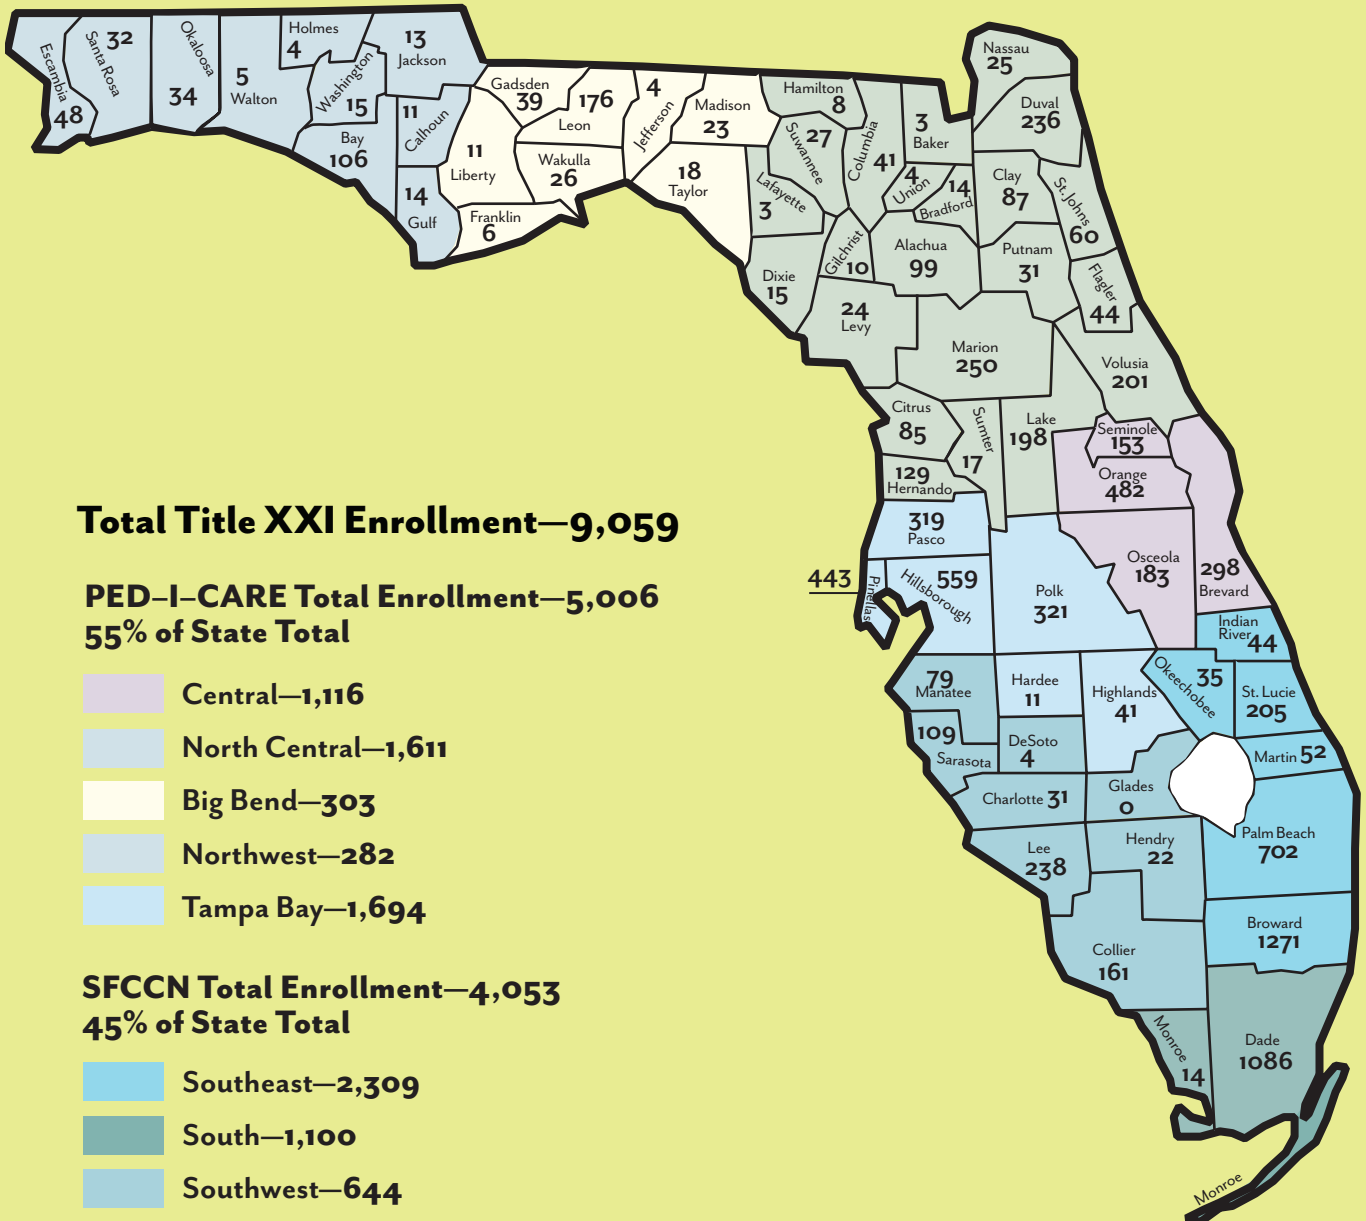 Escambia
48
Santa Rosa
32
Okaloosa
34
5
Walton
Holmes
4
Washington
15
13
Jackson
Bay
106
11
Calhoun
14
Gulf
Gadsden
39
11
Liberty
176
Leon
Wakulla
26
Franklin
6
4
Jefferson
Madison
23
18
Taylor
Hamilton
8
Suwannee
27
Lafayette
3
Dixie
15
Columbia
41
Gilchrist
10
3
Baker
4
Union
14
Bradford
Nassau
25
Duval
236
Clay
87
St. Johns
60
Alachua
99
Putnam
31
Flagler
44
24
Levy
Marion
250
Volusia
201
Citrus
85
Sumter
17
Lake
198
129
Hernando
Seminole
153
Orange
482
Osceola
183
298
Brevard
319
Pasco
443
Pinellas
Hillsborough
559
Polk
321
Indian
River
44
79
Manatee
Hardee
11
Highlands
41
Okeechobee
35
St. Lucie
205
109
Sarasota
DeSoto
4
Martin 52
Charlotte 31
Glades
0
Lee
238
Hendry
22
Palm Beach
702
Collier
161
Broward
1271
Monroe
14
Dade
1086
Monroe
Total Title XXI Enrollment—9,059
PED–I–CARE Total Enrollment—5,006
55% of State Total
Central—1,116
North Central—1,611
Big Bend—303
Northwest—282
Tampa Bay—1,694
SFCCN Total Enrollment—4,053
45% of State Total
Southeast—2,309
South—1,100
Southwest—644